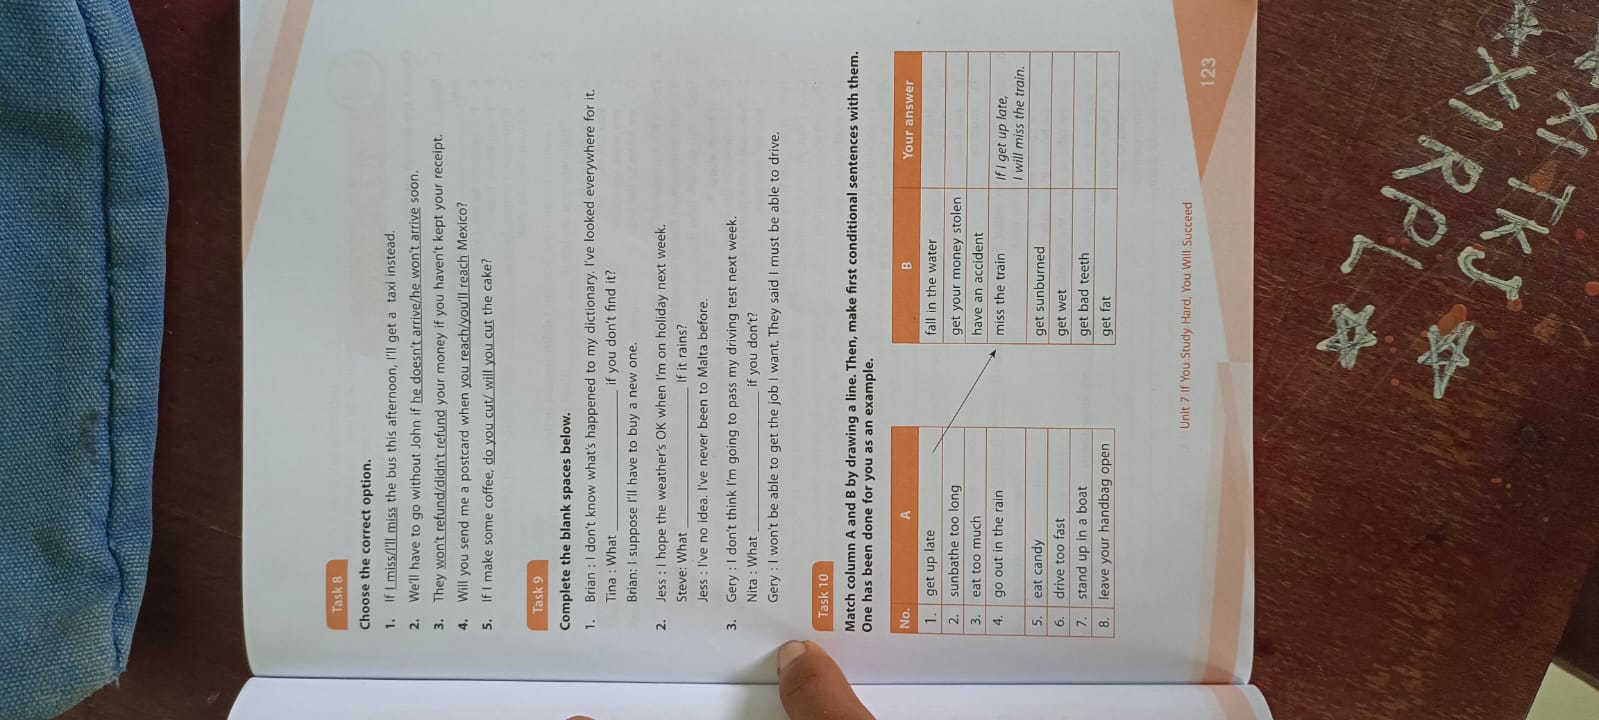 Task 8
Choose the correct option.
1. If I miss/I'll miss the bus this afternoon, I'll get a taxi instead.
2. We'll have to go without John if he doesn't arrive/he won't arrive soon.
3. They won't refund/didn't refund your money if you haven't kept your receipt.
4. Will you send me a postcard when you reach/you'll reach Mexico?
5. If I make some coffee, do you cut/ will you cut the cake?
Task 9
Complete the blank spaces below.
1. Brian : I don't know what's happened to my dictionary. I've looked everywhere for it.
Tina : What ______________ if you don't find it?
Brian: I suppose I'll have to buy a new one.
2. Jess : I hope the weather's OK when I'm on holiday next week.
Steve: What ______________ If it rains?
Jess : I've no idea. I've never been to Malta before.
3. Gery : I don't think I'm going to pass my driving test next week.
Nita : What ______________ if you don't?
Gery : I won't be able to get the job I want. They said I must be able to drive.
Task 10
Match column A and B by drawing a line. Then, make first conditional sentences with them.
One has been done for you as an example.
No. A B Your answer
1. get up late fall in the water
2. sunbathe too long get your money stolen
3. eat too much have an accident
4. go out in the rain miss the train If I get up late,
I will miss the train.
5. eat candy get sunburned
6. drive too fast get wet
7. stand up in a boat get bad teeth
8. leave your handbag open get fat
Unit 7 If You Study Hard, You Will Succeed
123
XI RPL
XI TKJ